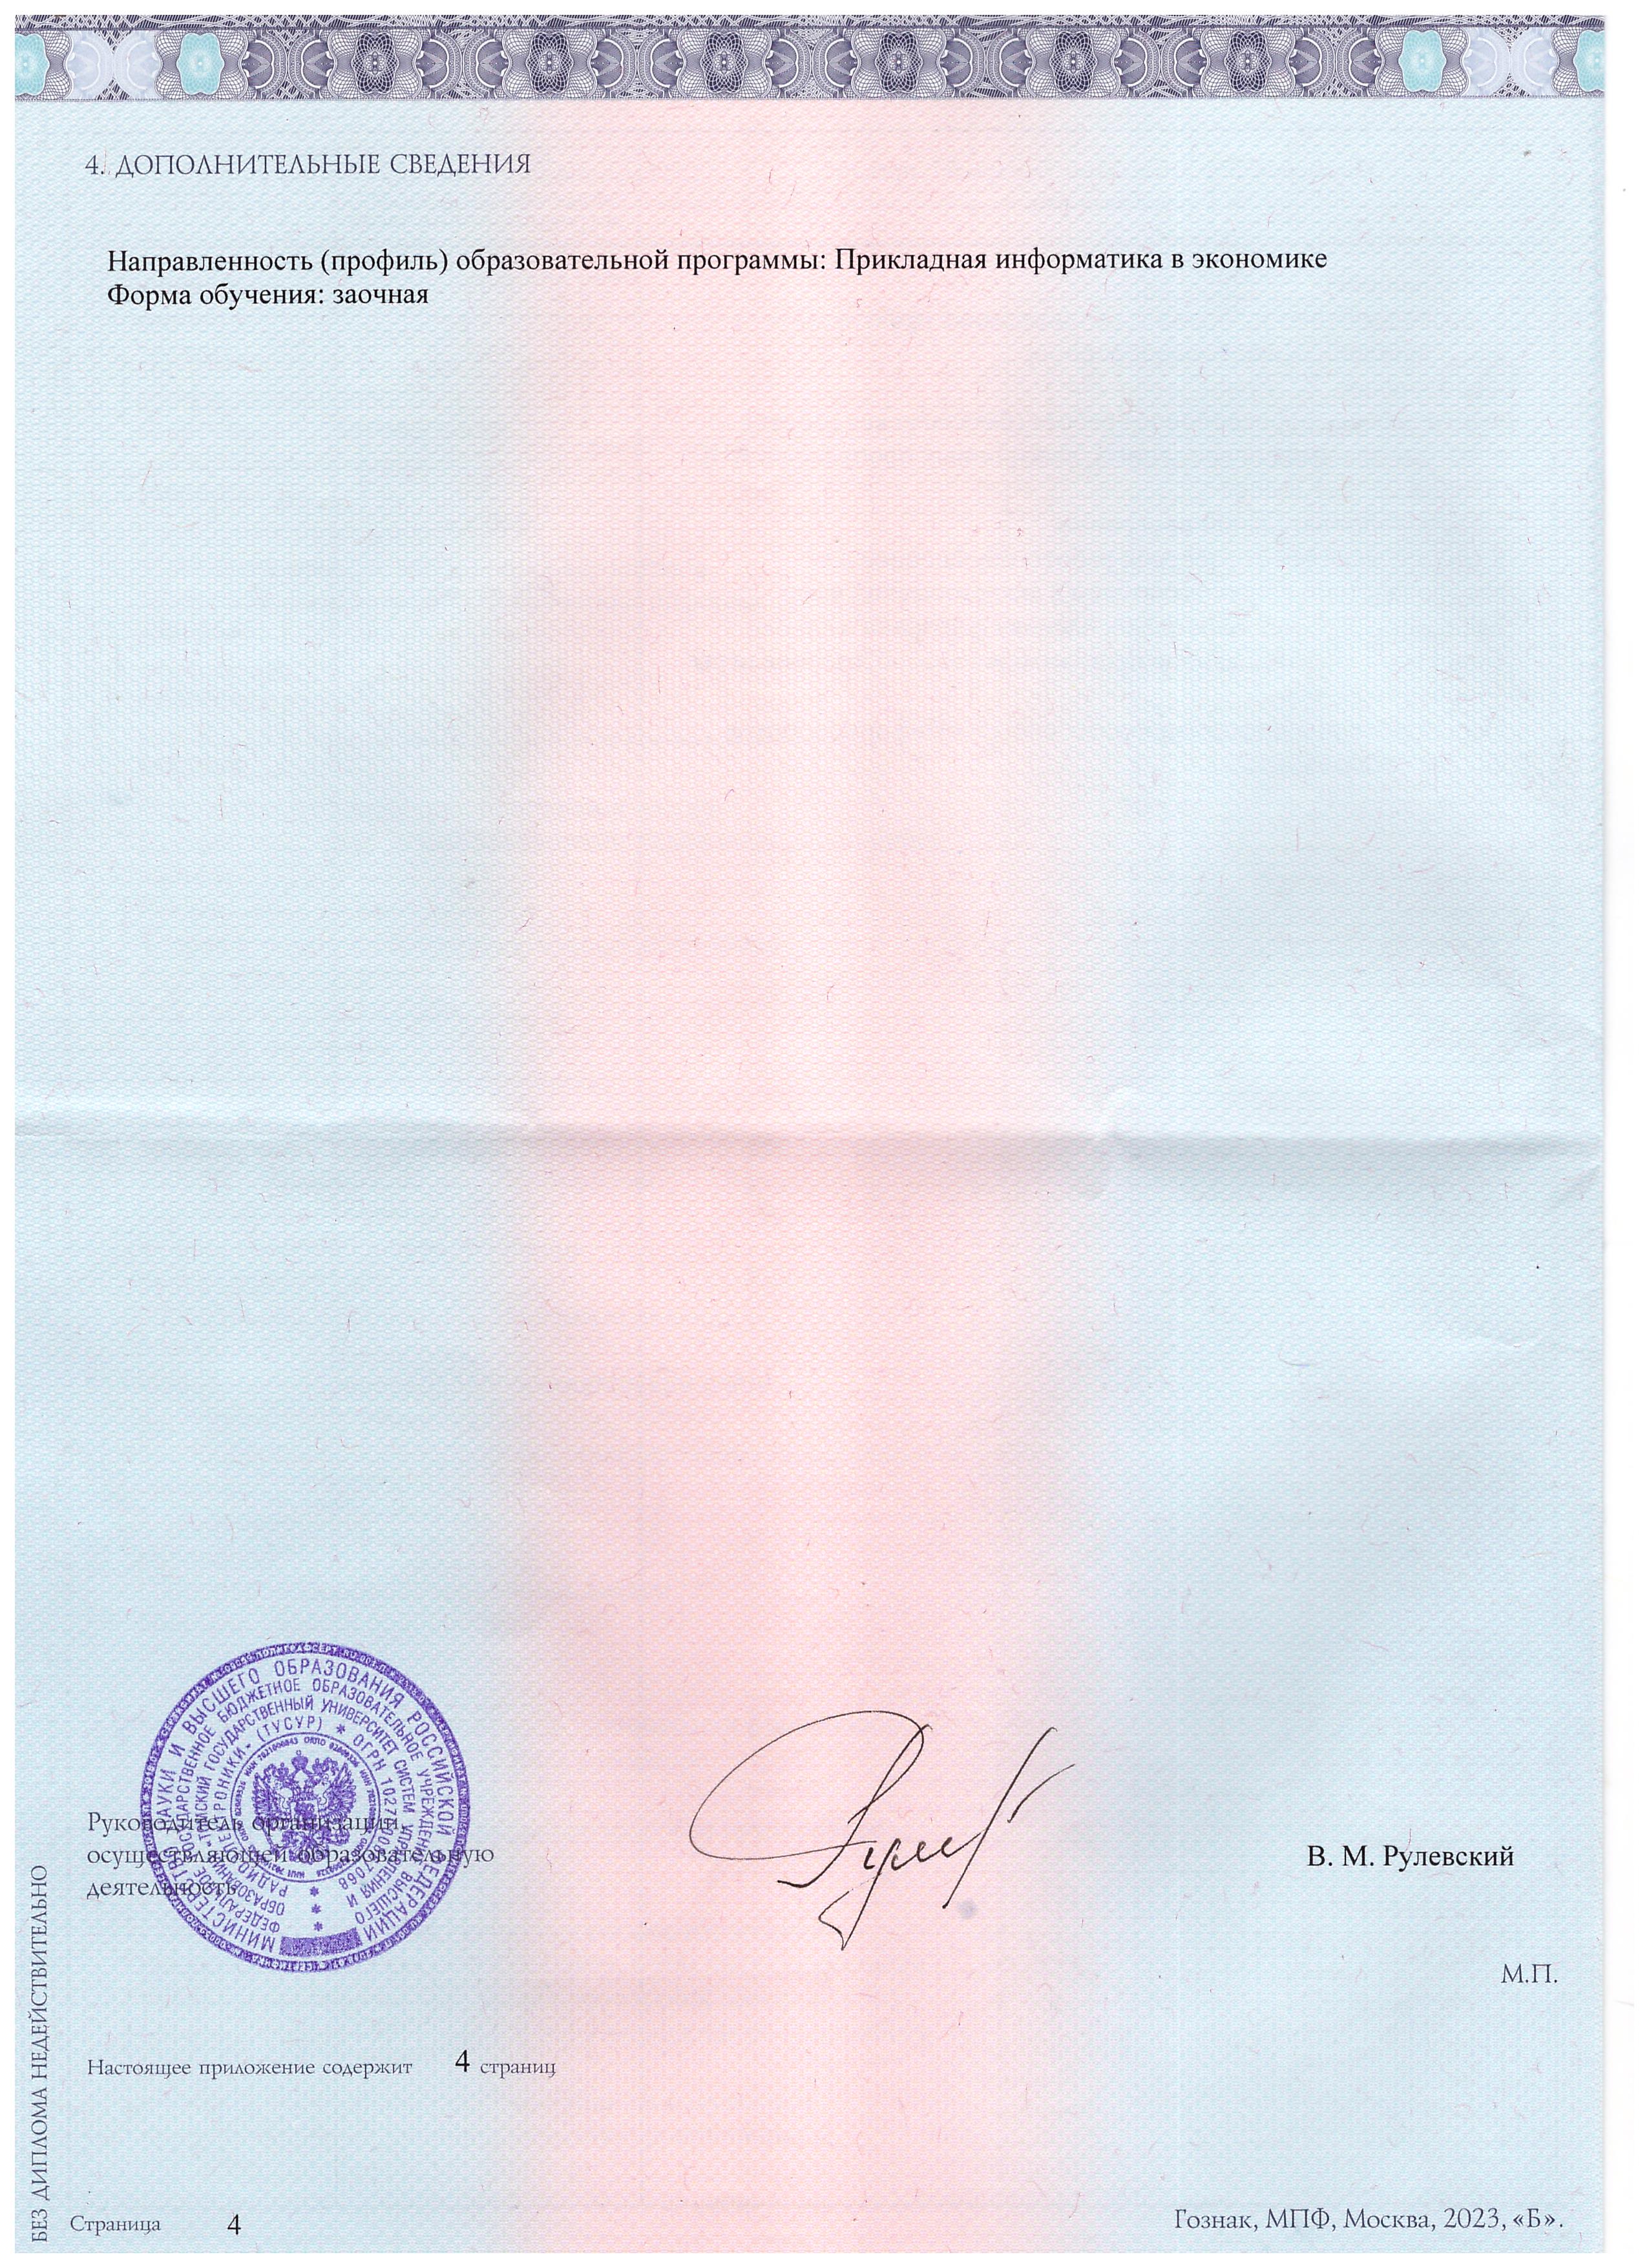 4. ДОПОЛНИТЕЛЬНЫЕ СВЕДЕНИЯ
Направленность (профиль) образовательной программы: Прикладная информатика в экономике
Форма обучения: заочная
МИНИСТЕРСТВО НАУКИ И ВЫСШЕГО ОБРАЗОВАНИЯ РОССИЙСКОЙ ФЕДЕРАЦИИ
ФЕДЕРАЛЬНОЕ ГОСУДАРСТВЕННОЕ БЮДЖЕТНОЕ ОБРАЗОВАТЕЛЬНОЕ УЧРЕЖДЕНИЕ ВЫСШЕГО
ОБРАЗОВАНИЯ «ТОМСКИЙ ГОСУДАРСТВЕННЫЙ УНИВЕРСИТЕТ СИСТЕМ УПРАВЛЕНИЯ И
РАДИОЭЛЕКТРОНИКИ» (ТУСУР) * ОГРН 1027000867068 *
Руководитель организации,
осуществляющей образовательную
деятельность
В. М. Рулевский
М.П.
Настоящее приложение содержит 4 страниц
БЕЗ ДИПЛОМА НЕДЕЙСТВИТЕЛЬНО
Страница 4
Гознак, МПФ, Москва, 2023, «Б».